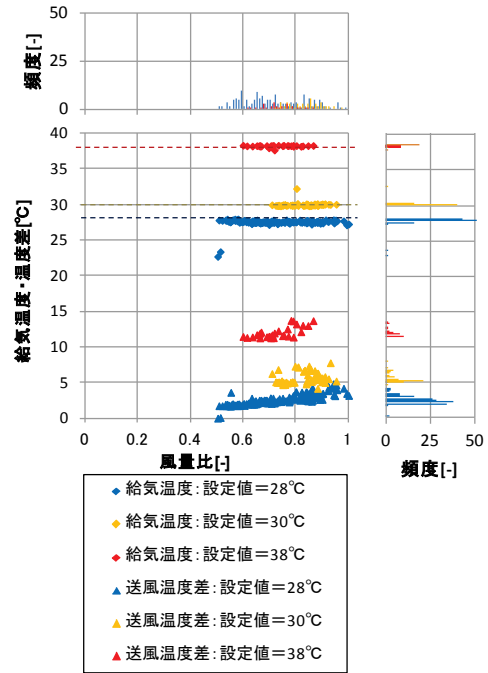 頻度[-]
50
25
0
給気温度・温度差[℃]
40
35
30
25
20
15
10
5
0
0
0.2
0.4
0.6
0.8
1
風量比[-]
0
25
50
頻度[-]
給気温度:設定値=28℃
給気温度:設定値=30℃
給気温度:設定値=38℃
送風温度差:設定値=28℃
送風温度差:設定値=30℃
送風温度差:設定値=38℃